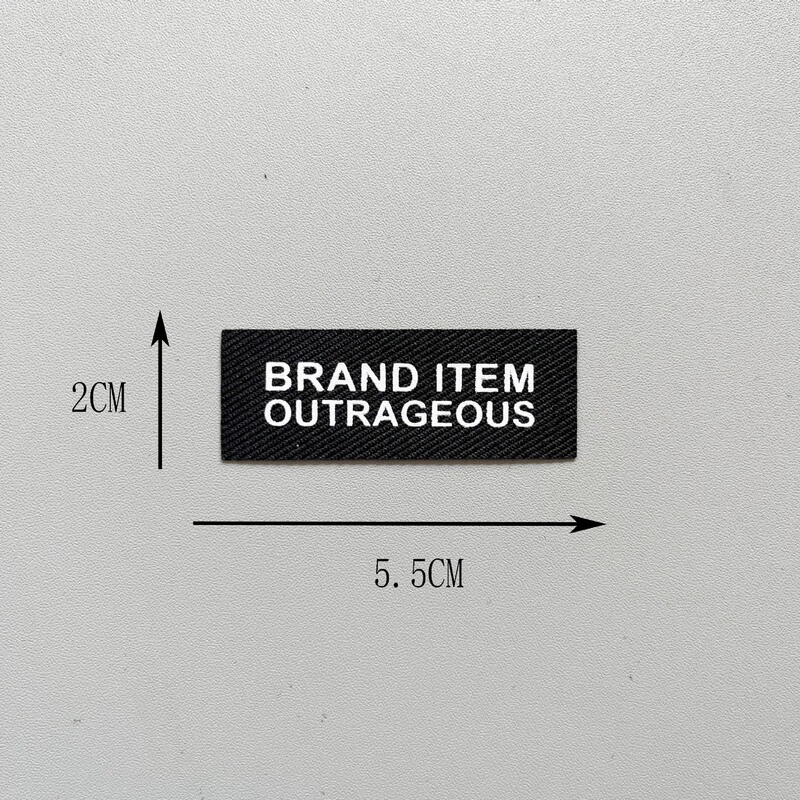 BRAND ITEM
OUTRAGEOUS
2CM
5.5CM